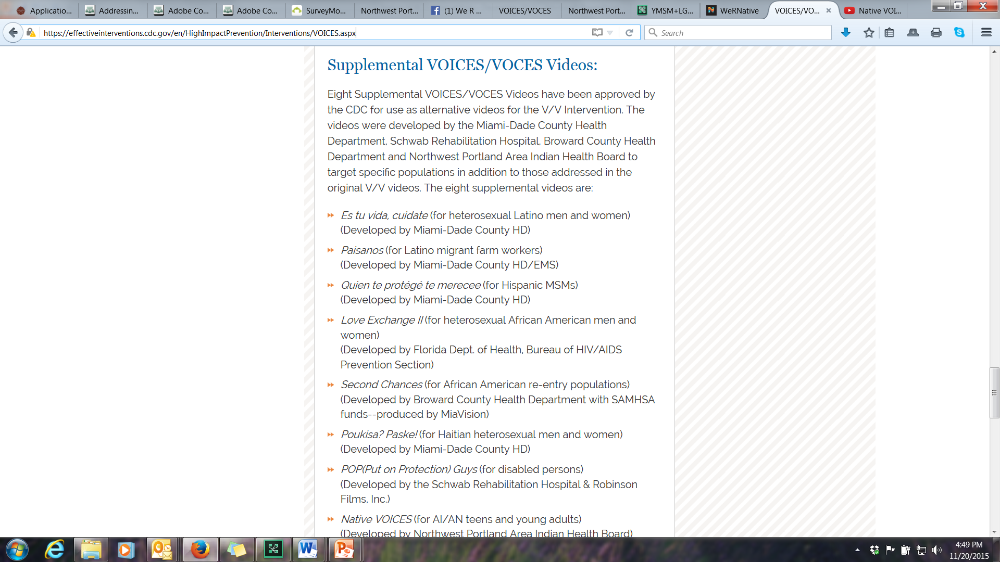 Applicatio...
Addressin...
Adobe Co...
Adobe Co...
SurveyMo...
Northwest Port...
(1) We R ...
VOICES/VOCES
Northwest Port...
YMSM+LG...
WeRNative
VOICES/VO...
Native VOI...
https://effectiveinterventions.cdc.gov/en/HighImpactPrevention/Interventions/VOICES.aspx
Search
Supplemental VOICES/VOCES Videos:
Eight Supplemental VOICES/VOCES Videos have been approved by
the CDC for use as alternative videos for the V/V Intervention. The
videos were developed by the Miami-Dade County Health
Department, Schwab Rehabilitation Hospital, Broward County Health
Department and Northwest Portland Area Indian Health Board to
target specific populations in addition to those addressed in the
original V/V videos. The eight supplemental videos are:
Es tu vida, cuidate (for heterosexual Latino men and women)
(Developed by Miami-Dade County HD)
Paisanos (for Latino migrant farm workers)
(Developed by Miami-Dade County HD/EMS)
Quien te protégé te merecee (for Hispanic MSMs)
(Developed by Miami-Dade County HD)
Love Exchange II (for heterosexual African American men and
women)
(Developed by Florida Dept. of Health, Bureau of HIV/AIDS
Prevention Section)
Second Chances (for African American re-entry populations)
(Developed by Broward County Health Department with SAMHSA
funds--produced by MiaVision)
Poukisa? Paske! (for Haitian heterosexual men and women)
(Developed by Miami-Dade County HD)
POP(Put on Protection) Guys (for disabled persons)
(Developed by the Schwab Rehabilitation Hospital & Robinson
Films, Inc.)
Native VOICES (for AI/AN teens and young adults)
(Developed by Northwest Portland Area Indian Health Board)
4:49 PM
11/20/2015